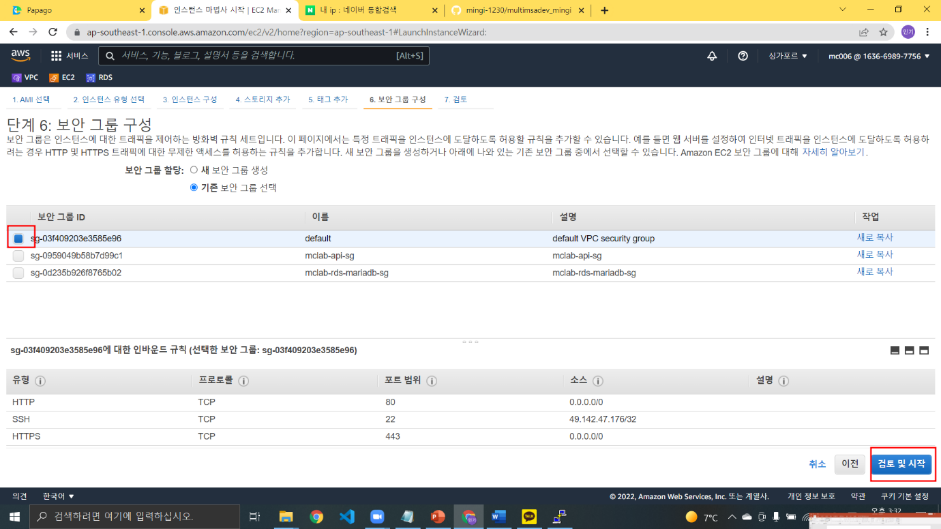 Papago
인스턴스 마법사 시작 | EC2 Mar
내 ip : 네이버 통합검색
mingi-1230/multimsadev_mingi
ap-southeast-1.console.aws.amazon.com/ec2/v2/home?region=ap-southeast-1#LaunchInstanceWizard:
민기
aws
서비스
서비스, 기능, 블로그, 설명서 등을 검색합니다.
[Alt+S]
싱가포르 ▼
mc006 @ 1636-6989-7756 ▼
VPC
EC2
RDS
1. AMI 선택
2. 인스턴스 유형 선택
3. 인스턴스 구성
4. 스토리지 추가
5. 태그 추가
6. 보안 그룹 구성
7. 검토
단계 6: 보안 그룹 구성
보안 그룹은 인스턴스에 대한 트래픽을 제어하는 방화벽 규칙 세트입니다. 이 페이지에서는 특정 트래픽을 인스턴스에 도달하도록 허용할 규칙을 추가할 수 있습니다. 예를 들면 웹 서버를 설정하여 인터넷 트래픽을 인스턴스에 도달하도록 허용하
려는 경우 HTTP 및 HTTPS 트래픽에 대한 무제한 액세스를 허용하는 규칙을 추가합니다. 새 보안 그룹을 생성하거나 아래에 나와 있는 기존 보안 그룹 중에서 선택할 수 있습니다. Amazon EC2 보안 그룹에 대해 자세히 알아보기.
보안 그룹 할당: 새 보안 그룹 생성
기존 보안 그룹 선택
보안 그룹 ID 이름 설명 작업
sg-03f409203e3585e96 default default VPC security group 새로 복사
sg-0959049b58b7d99c1 mclab-api-sg mclab-api-sg 새로 복사
sg-0d235b926f8765b02 mclab-rds-mariadb-sg mclab-rds-mariadb-sg 새로 복사
sg-03f409203e3585e96에 대한 인바운드 규칙 (선택한 보안 그룹: sg-03f409203e3585e96)
유형 프로토콜 포트 범위 소스 설명
HTTP TCP 80 0.0.0.0/0
SSH TCP 22 49.142.47.176/32
HTTPS TCP 443 0.0.0.0/0
취소 이전 검토 및 시작
의견 한국어 ▼
© 2022, Amazon Web Services, Inc. 또는 계열사. 개인 정보 보호 약관 쿠키 기본 설정
검색하려면 여기에 입력하십시오.
7°C
오후 3:32